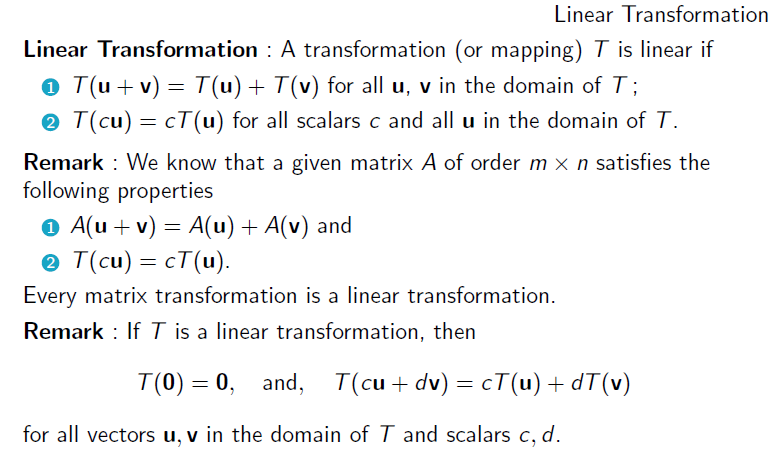 Linear Transformation
Linear Transformation : A transformation (or mapping) T is linear if
1 T(u + v) = T(u) + T(v) for all u, v in the domain of T;
2 T(cu) = cT(u) for all scalars c and all u in the domain of T.
Remark : We know that a given matrix A of order m × n satisfies the
following properties
1 A(u + v) = A(u) + A(v) and
2 T(cu) = cT(u).
Every matrix transformation is a linear transformation.
Remark : If T is a linear transformation, then
T(0) = 0, and, T(cu + dv) = cT(u) + dT(v)
for all vectors u, v in the domain of T and scalars c, d.